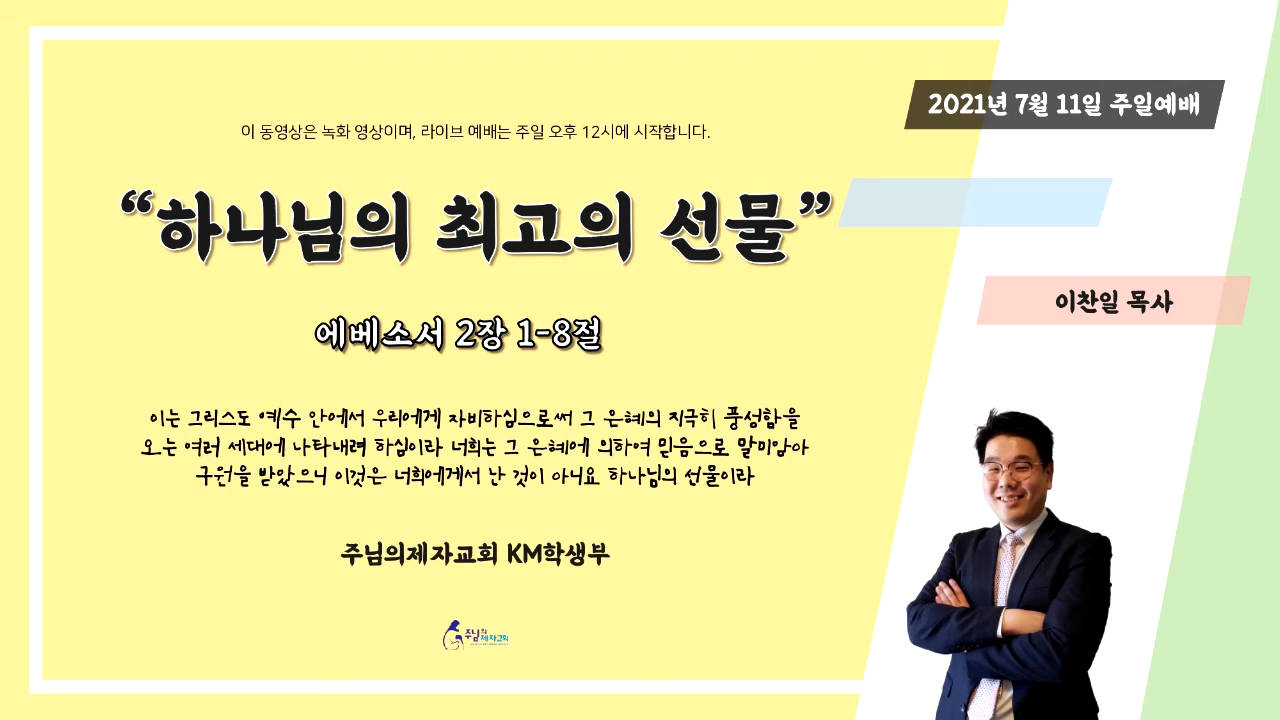 2021년 7월 11일 주일예배
이 동영상은 녹화 영상이며, 라이브 예배는 주일 오후 12시에 시작합니다.
“하나님의 최고의 선물”
이찬일 목사
에베소서 2장 1-8절
이는 그리스도 예수 안에서 우리에게 자비하심으로써 그 은혜의 지극히 풍성함을
오는 여러 세대에 나타내려 하심이라 너희는 그 은혜에 의하여 믿음으로 말미암아
구원을 받았으니 이것은 너희에게서 난 것이 아니요 하나님의 선물이라
주님의제자교회 KM학생부
주님의제자교회